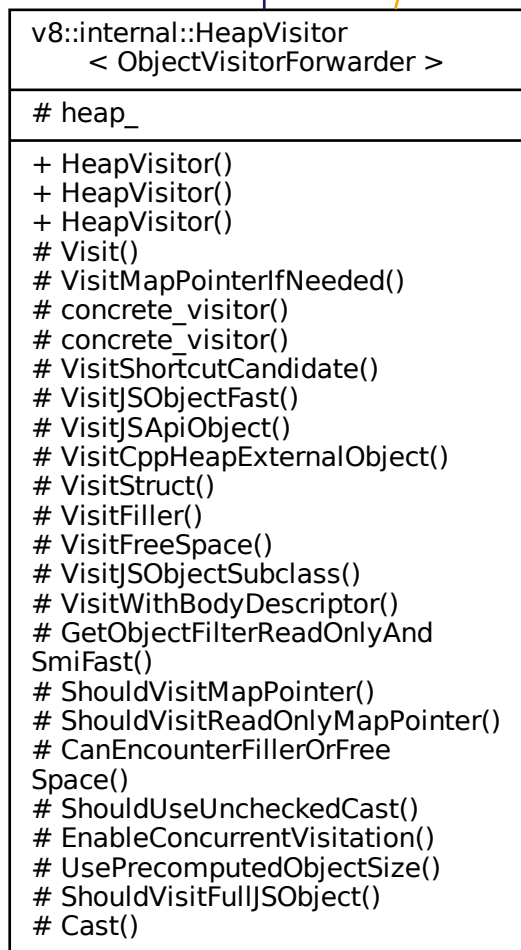 v8::internal::HeapVisitor
< ObjectVisitorForwarder >
# heap_
+ HeapVisitor()
+ HeapVisitor()
+ HeapVisitor()
# Visit()
# VisitMapPointerIfNeeded()
# concrete_visitor()
# concrete_visitor()
# VisitShortcutCandidate()
# VisitJSObjectFast()
# VisitJSApiObject()
# VisitCppHeapExternalObject()
# VisitStruct()
# VisitFiller()
# VisitFreeSpace()
# VisitJSObjectSubclass()
# VisitWithBodyDescriptor()
# GetObjectFilterReadOnlyAnd
SmiFast()
# ShouldVisitMapPointer()
# ShouldVisitReadOnlyMapPointer()
# CanEncounterFillerOrFree
Space()
# ShouldUseUncheckedCast()
# EnableConcurrentVisitation()
# UsePrecomputedObjectSize()
# ShouldVisitFullJSObject()
# Cast()